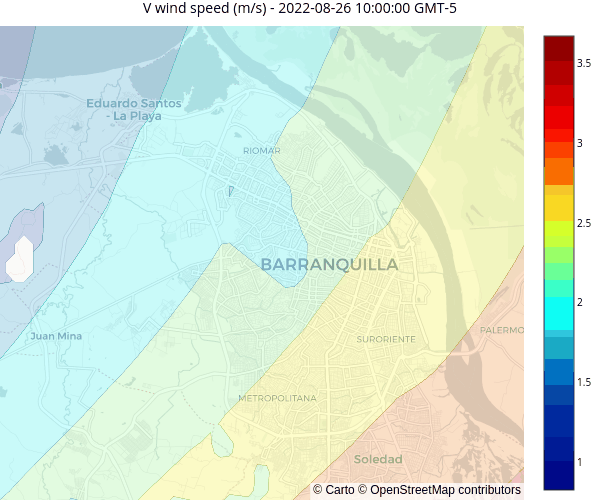 V wind speed (m/s) - 2022-08-26 10:00:00 GMT-5
Eduardo Santos
- La Playa
RIOMAR
BARRANQUILLA
Juan Mina
SURORIENTE
PALERMO
METROPOLITANA
Soledad
© Carto © OpenStreetMap contributors
3.5
3
2.5
2
1.5
1